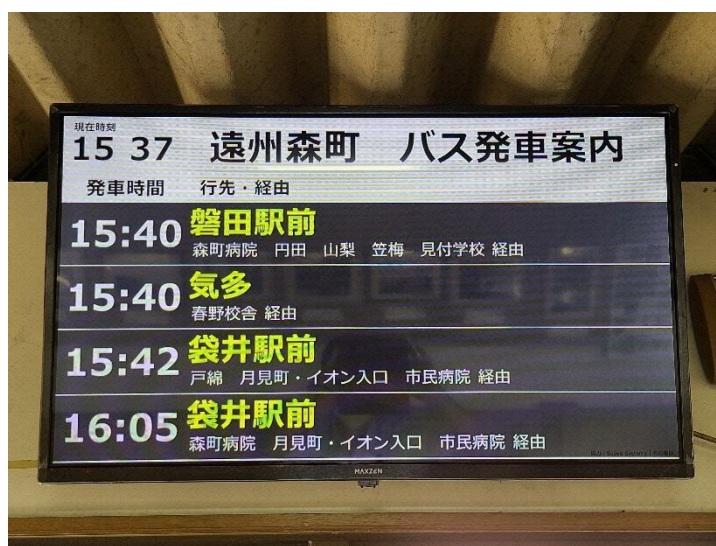 現在時刻
15 37 遠州森町 バス発車案内
発車時間 行先・経由
15:40 磐田駅前
森町病院 円田 山梨 笠梅 見付学校 経由
15:40 気多
春野校舎 経由
15:42 袋井駅前
戸綿 月見町・イオン入口 市民病院 経由
16:05 袋井駅前
森町病院 月見町・イオン入口 市民病院 経由
MAXZEN